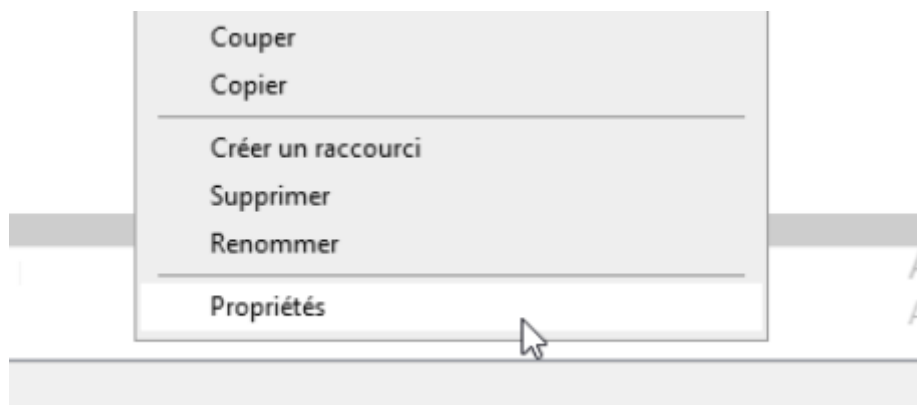 Couper
Copier
Créer un raccourci
Supprimer
Renommer
Propriétés